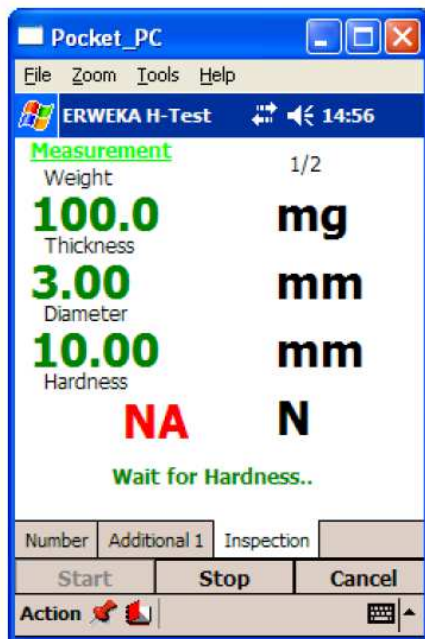 Pocket_PC
File Zoom Tools Help
ERWEKA H-Test 14:56
Measurement
1/2
Weight
100.0 mg
Thickness
3.00 mm
Diameter
10.00 mm
Hardness
NA N
Wait for Hardness..
Number Additional 1 Inspection
Start Stop Cancel
Action